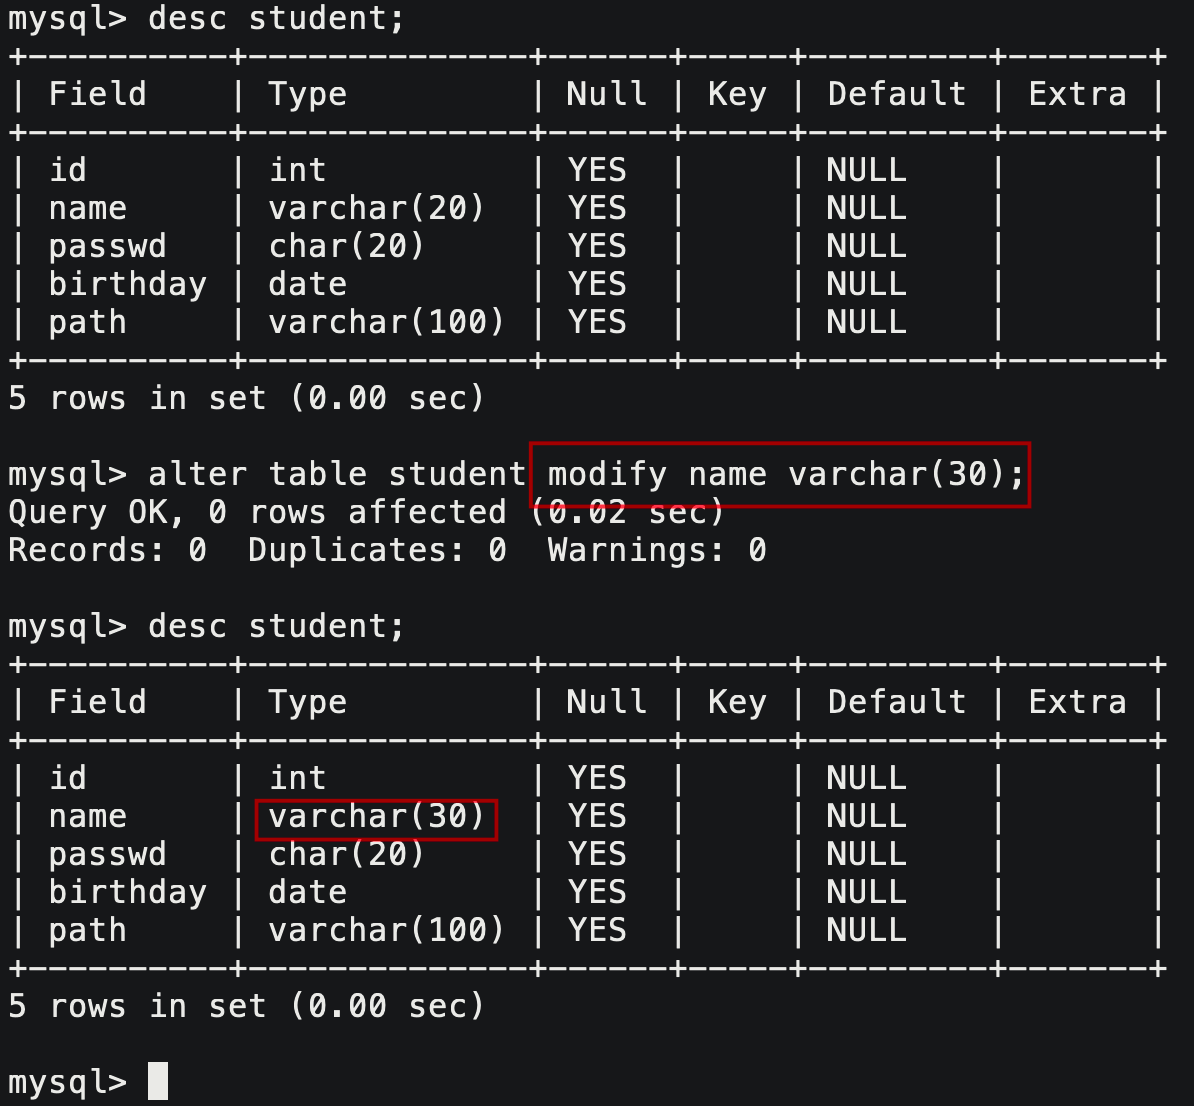 mysql> desc student;
+----------+--------------+------+-----+---------+-------+
| Field    | Type         | Null | Key | Default | Extra |
+----------+--------------+------+-----+---------+-------+
| id       | int          | YES  |     | NULL    |       |
| name     | varchar(20)  | YES  |     | NULL    |       |
| passwd   | char(20)     | YES  |     | NULL    |       |
| birthday | date         | YES  |     | NULL    |       |
| path     | varchar(100) | YES  |     | NULL    |       |
+----------+--------------+------+-----+---------+-------+
5 rows in set (0.00 sec)

mysql> alter table student modify name varchar(30);
Query OK, 0 rows affected (0.02 sec)
Records: 0  Duplicates: 0  Warnings: 0

mysql> desc student;
+----------+--------------+------+-----+---------+-------+
| Field    | Type         | Null | Key | Default | Extra |
+----------+--------------+------+-----+---------+-------+
| id       | int          | YES  |     | NULL    |       |
| name     | varchar(30)  | YES  |     | NULL    |       |
| passwd   | char(20)     | YES  |     | NULL    |       |
| birthday | date         | YES  |     | NULL    |       |
| path     | varchar(100) | YES  |     | NULL    |       |
+----------+--------------+------+-----+---------+-------+
5 rows in set (0.00 sec)

mysql>